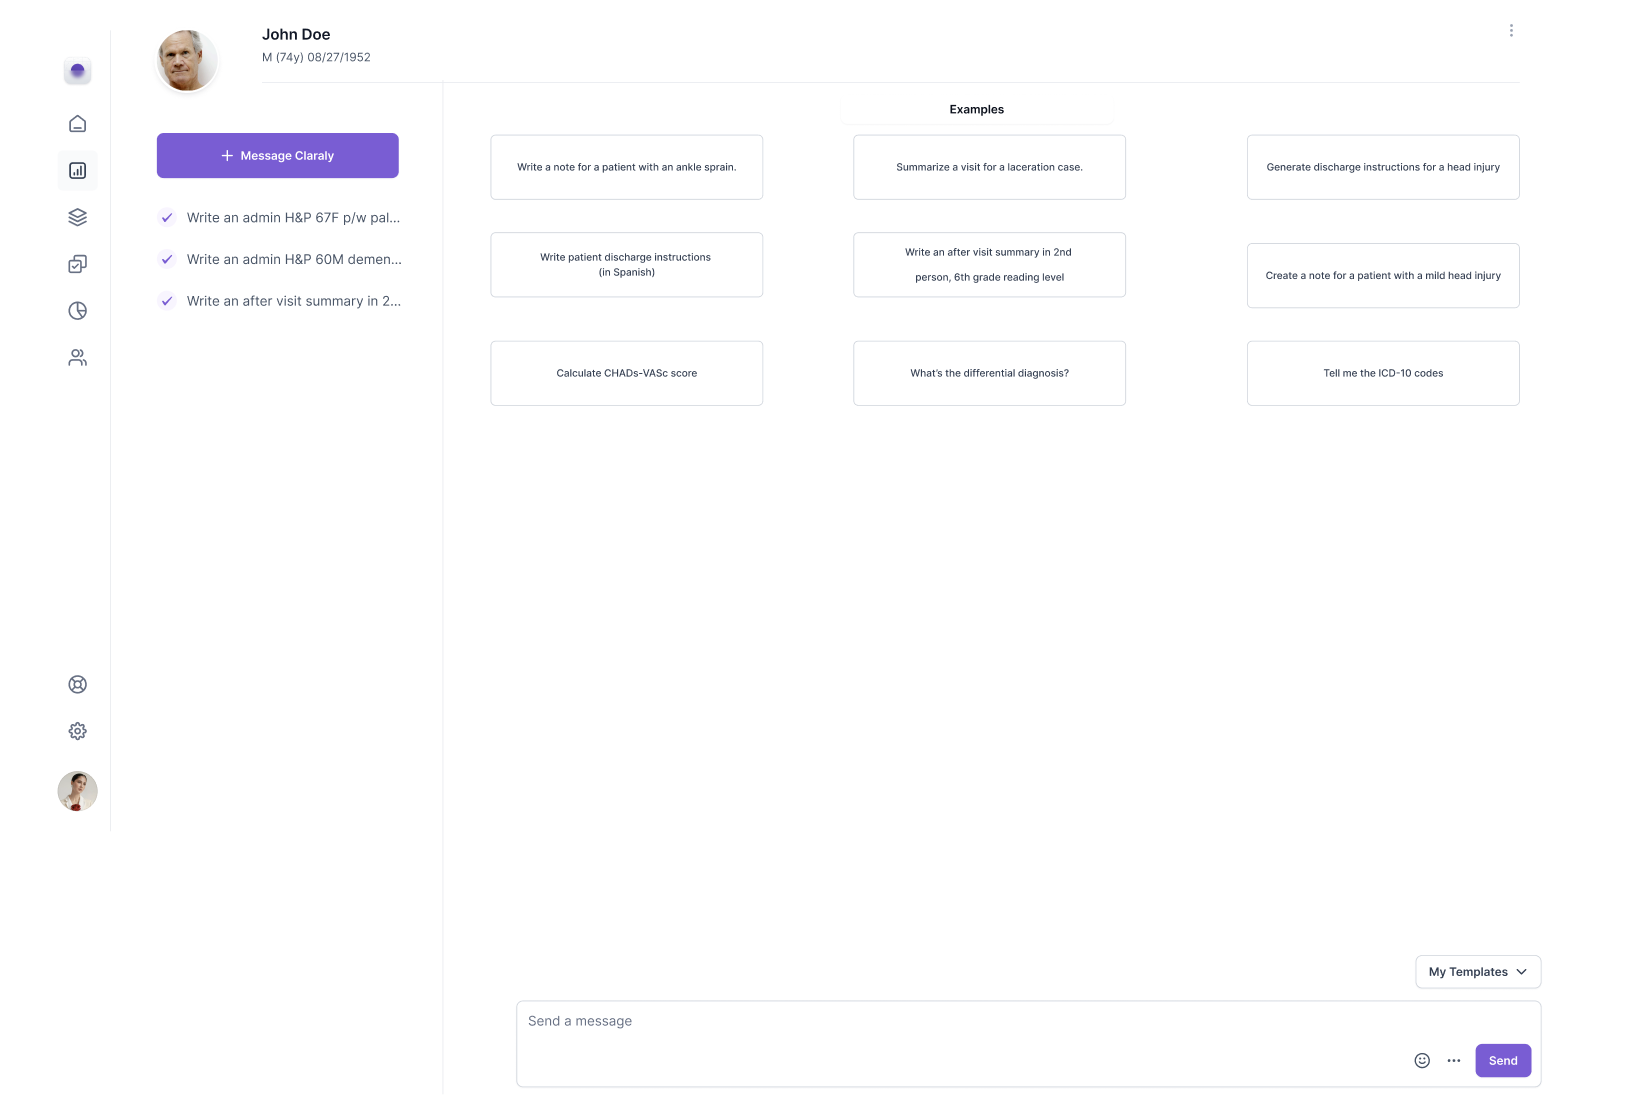 John Doe
M (74y) 08/27/1952
Message Claraly
Write an admin H&P 67F p/w pal...
Write an admin H&P 60M demen...
Write an after visit summary in 2...
Examples
Write a note for a patient with an ankle sprain.
Summarize a visit for a laceration case.
Generate discharge instructions for a head injury
Write patient discharge instructions
(in Spanish)
Write an after visit summary in 2nd
person, 6th grade reading level
Create a note for a patient with a mild head injury
Calculate CHADs-VASc score
What's the differential diagnosis?
Tell me the ICD-10 codes
My Templates
Send a message
Send